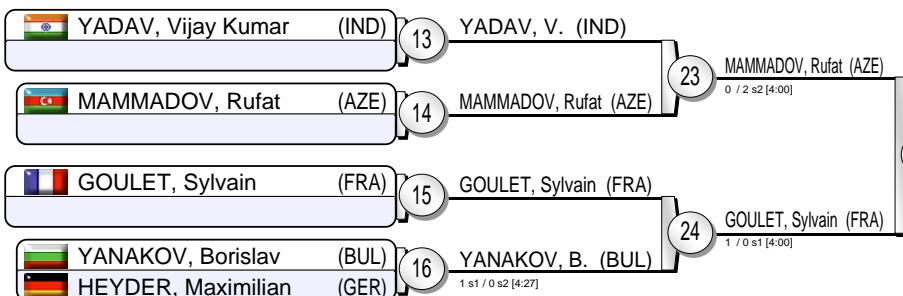 YADAV, Vijay Kumar (IND)
MAMMADOV, Rufat (AZE)
GOULET, Sylvain (FRA)
YANAKOV, Borislav (BUL)
HEYDER, Maximilian (GER)
13 YADAV, V. (IND)
14 MAMMADOV, Rufat (AZE)
15 GOULET, Sylvain (FRA)
16 YANAKOV, B. (BUL)
1 s1 / 0 s2 [4:27]
23 MAMMADOV, Rufat (AZE)
0 / 2 s2 [4:00]
24 GOULET, Sylvain (FRA)
1 / 0 s1 [4:00]